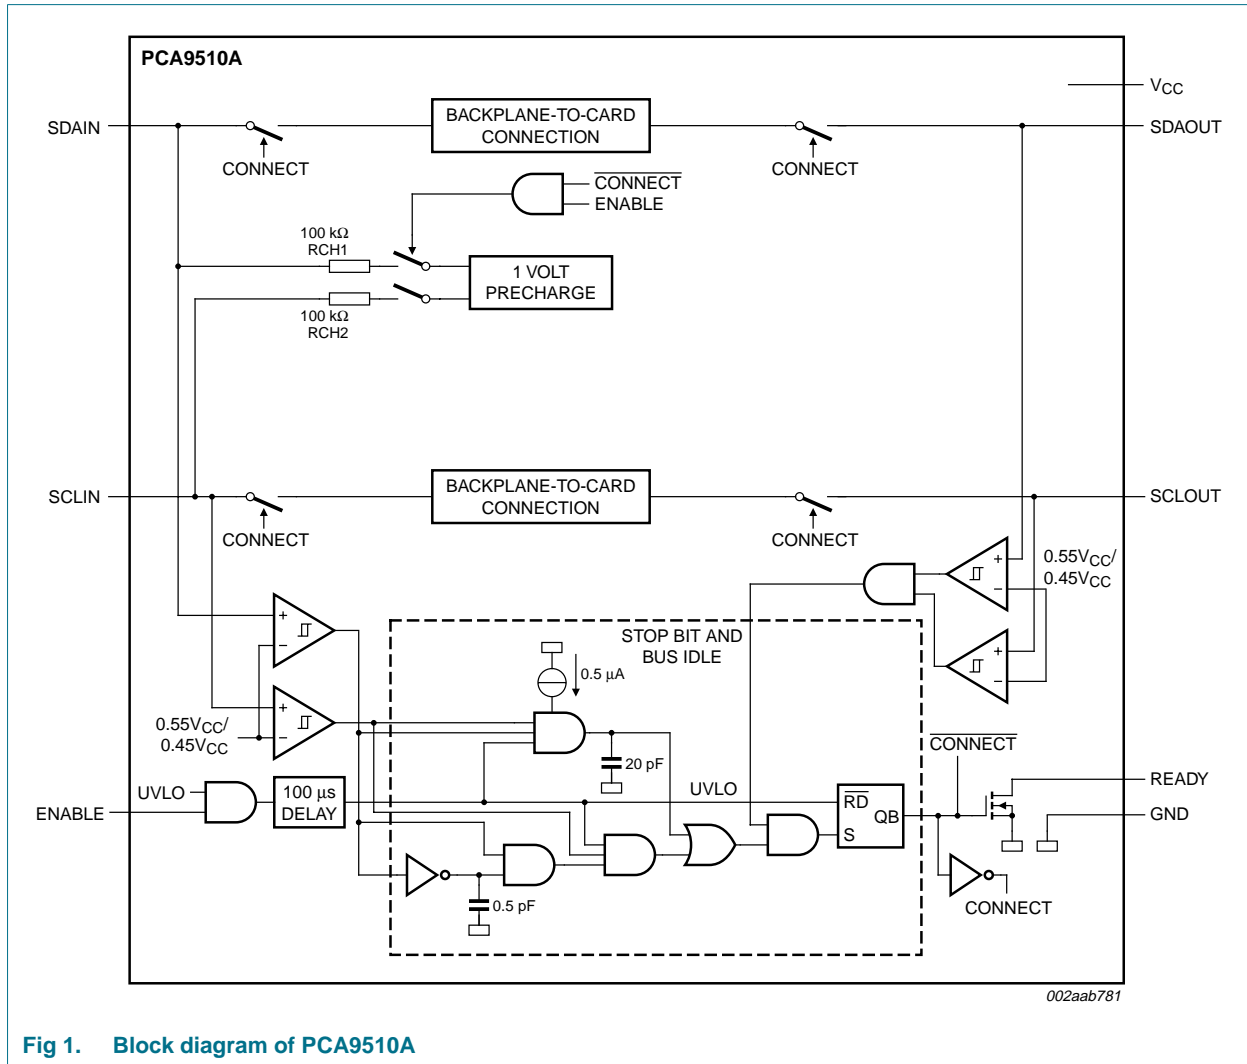 PCA9510A
VCC
SDAIN
BACKPLANE-TO-CARD
CONNECTION
SDAOUT
CONNECT
CONNECT
CONNECT
ENABLE
100 kΩ
RCH1
1 VOLT
PRECHARGE
100 kΩ
RCH2
SCLIN
BACKPLANE-TO-CARD
CONNECTION
SCLOUT
CONNECT
CONNECT
0.55VCC/
0.45VCC
+
−
+
−
STOP BIT AND
BUS IDLE
0.5 μA
+
−
+
−
0.55VCC/
0.45VCC
20 pF
CONNECT
UVLO
100 μs
DELAY
ENABLE
UVLO
RD
QB
S
READY
GND
0.5 pF
CONNECT
002aab781
Fig 1. Block diagram of PCA9510A